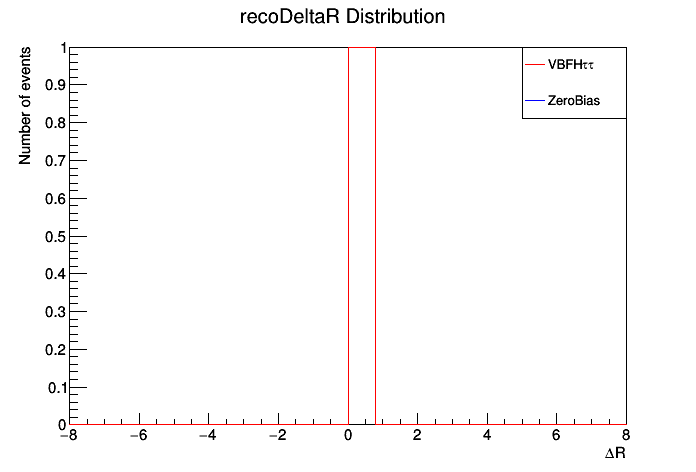 recoDeltaR Distribution
Number of events
1
0.9
0.8
0.7
0.6
0.5
0.4
0.3
0.2
0.1
0
−8 −6 −4 −2 0 2 4 6 8
ΔR
VBFHττ
ZeroBias